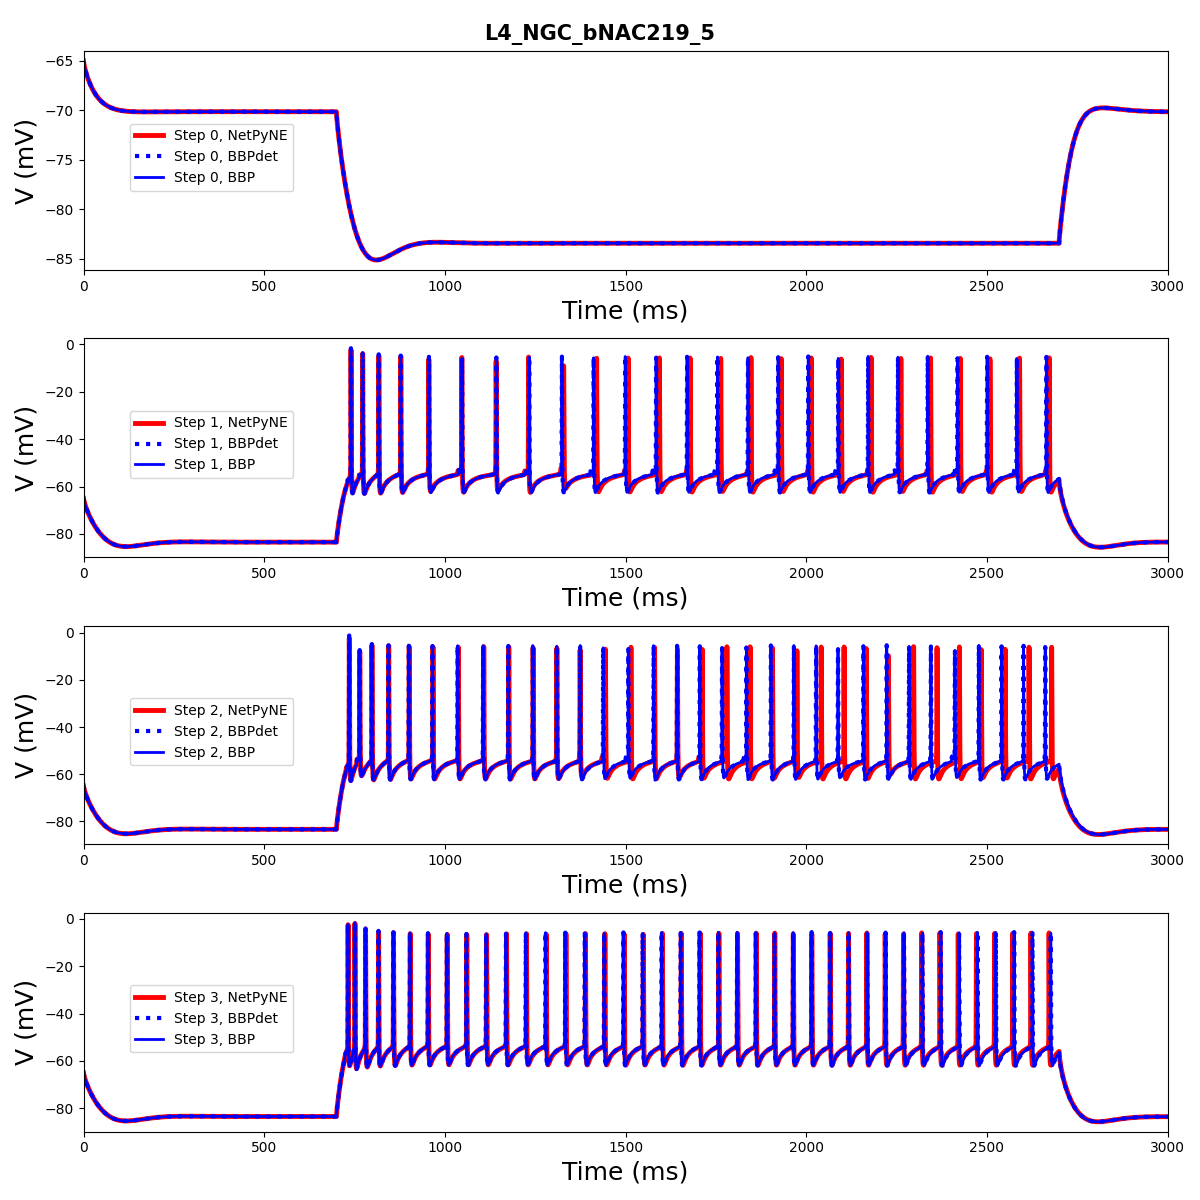 L4_NGC_bNAC219_5
V (mV)
−65
−70
−75
−80
−85
Step 0, NetPyNE
Step 0, BBPdet
Step 0, BBP
0 500 1000 1500 2000 2500 3000
Time (ms)
V (mV)
0
−20
−40
−60
−80
Step 1, NetPyNE
Step 1, BBPdet
Step 1, BBP
0 500 1000 1500 2000 2500 3000
Time (ms)
V (mV)
0
−20
−40
−60
−80
Step 2, NetPyNE
Step 2, BBPdet
Step 2, BBP
0 500 1000 1500 2000 2500 3000
Time (ms)
V (mV)
0
−20
−40
−60
−80
Step 3, NetPyNE
Step 3, BBPdet
Step 3, BBP
0 500 1000 1500 2000 2500 3000
Time (ms)